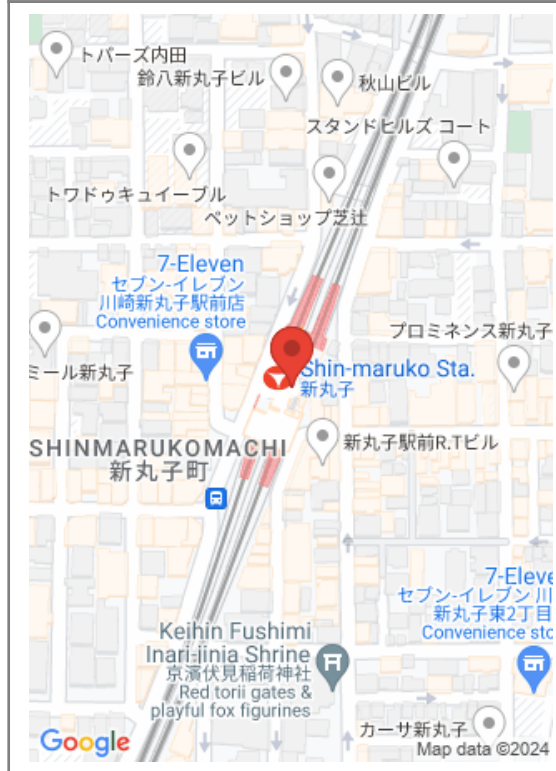 トパーズ内田
鈴八新丸子ビル
秋山ビル
スタンドヒルズ コート
トワドゥキュイーブル
ペットショップ芝辻
7-Eleven
セブン-イレブン
川崎新丸子駅前店
Convenience store
プロミネンス新丸子
ミール新丸子
Shin-maruko Sta.
新丸子
SHINMARUKOMACHI
新丸子町
新丸子駅前R.Tビル
7-Eleve
セブン-イレブン 川
新丸子東2丁目
Convenience sto
Keihin Fushimi
Inari-jinja Shrine
京濱伏見稲荷神社
Red torii gates &
playful fox figurines
カーサ新丸子
Google
Map data ©2024